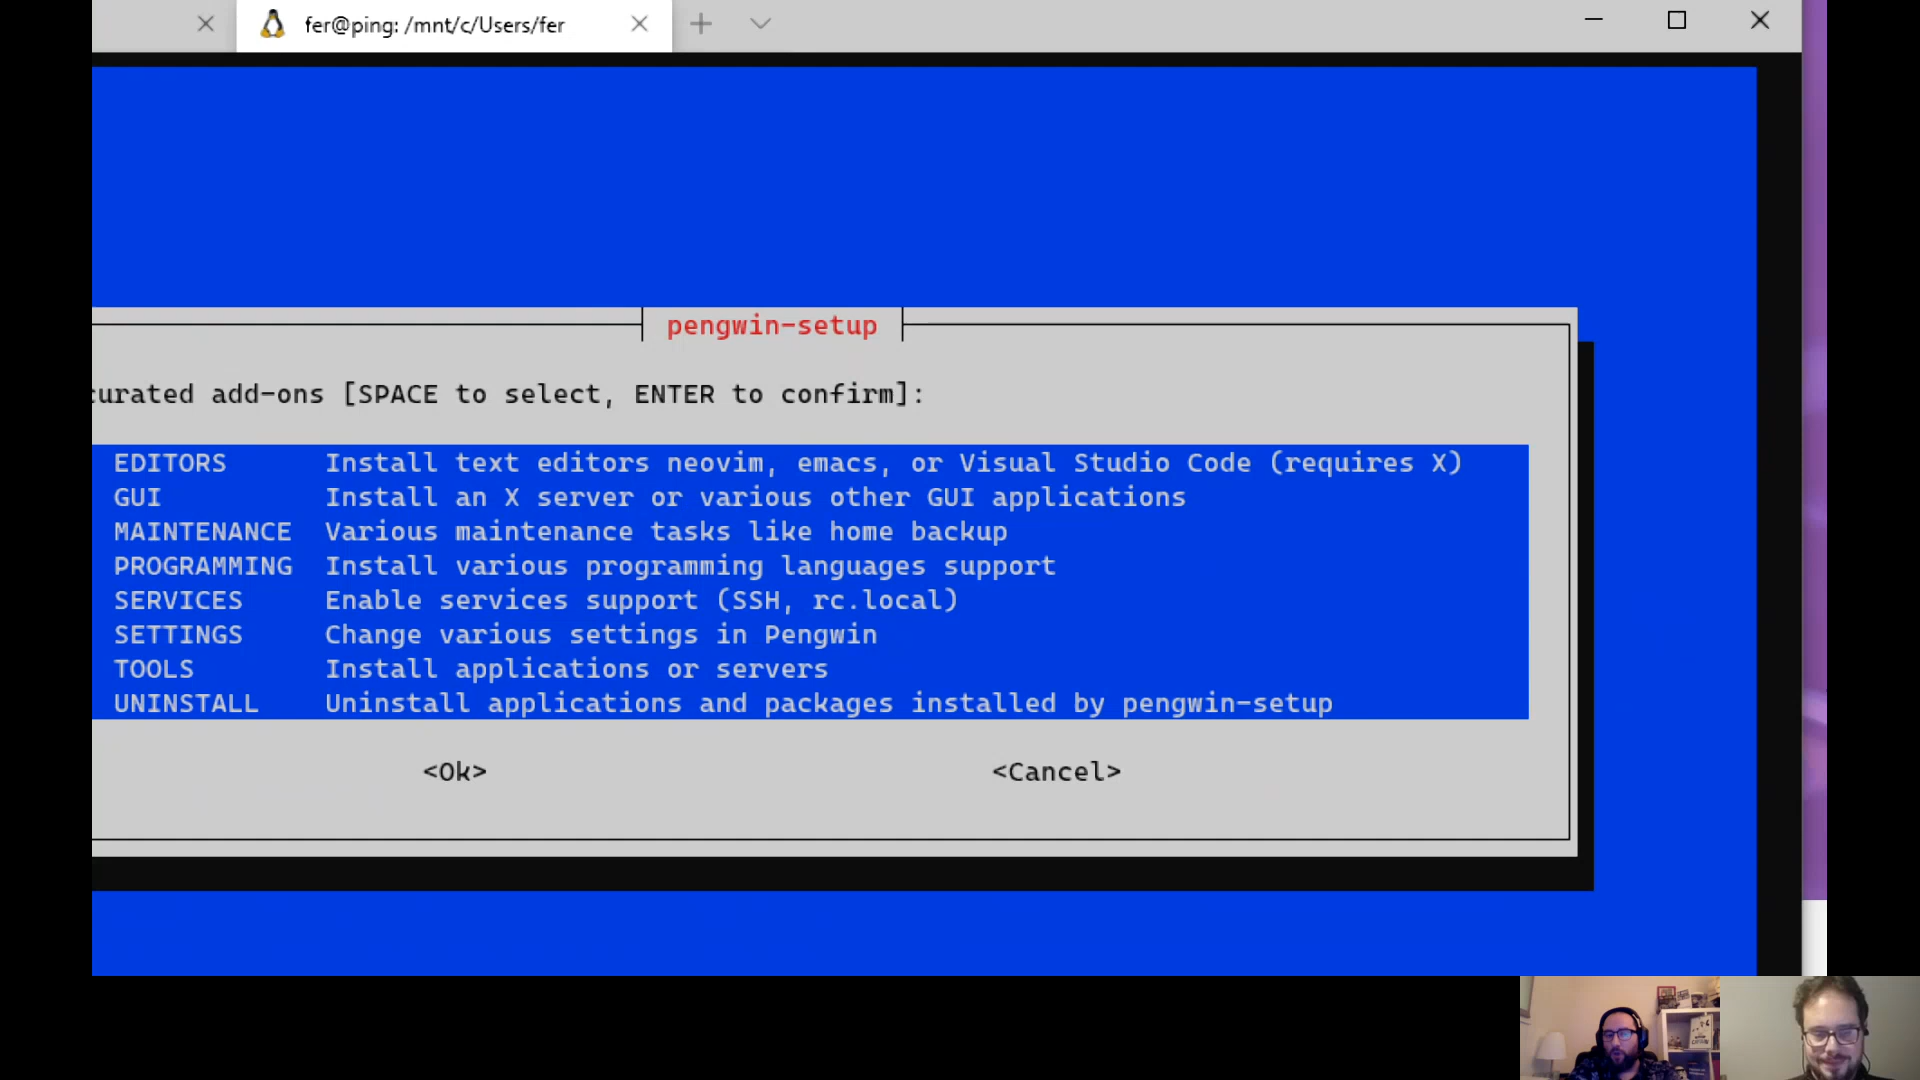 fer@ping: /mnt/c/Users/fer
pengwin-setup
curated add-ons [SPACE to select, ENTER to confirm]:
EDITORS Install text editors neovim, emacs, or Visual Studio Code (requires X)
GUI Install an X server or various other GUI applications
MAINTENANCE Various maintenance tasks like home backup
PROGRAMMING Install various programming languages support
SERVICES Enable services support (SSH, rc.local)
SETTINGS Change various settings in Pengwin
TOOLS Install applications or servers
UNINSTALL Uninstall applications and packages installed by pengwin-setup
<Ok> <Cancel>